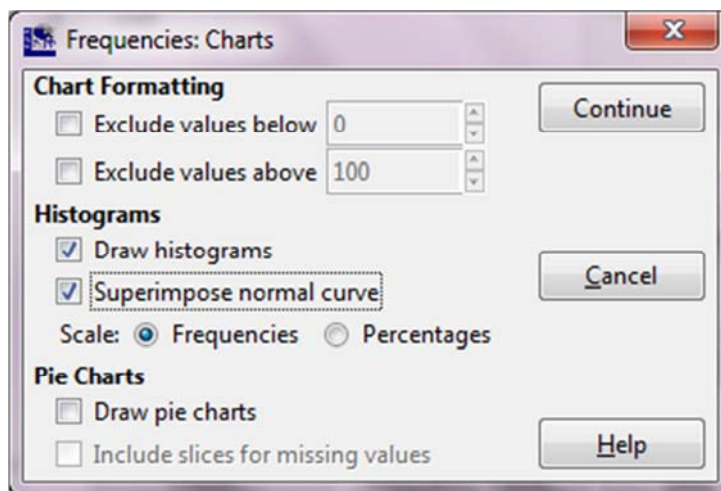 Frequencies: Charts
Chart Formatting
Continue
Exclude values below 0
Exclude values above 100
Histograms
Draw histograms
Cancel
Superimpose normal curve
Scale: Frequencies Percentages
Pie Charts
Draw pie charts
Help
Include slices for missing values